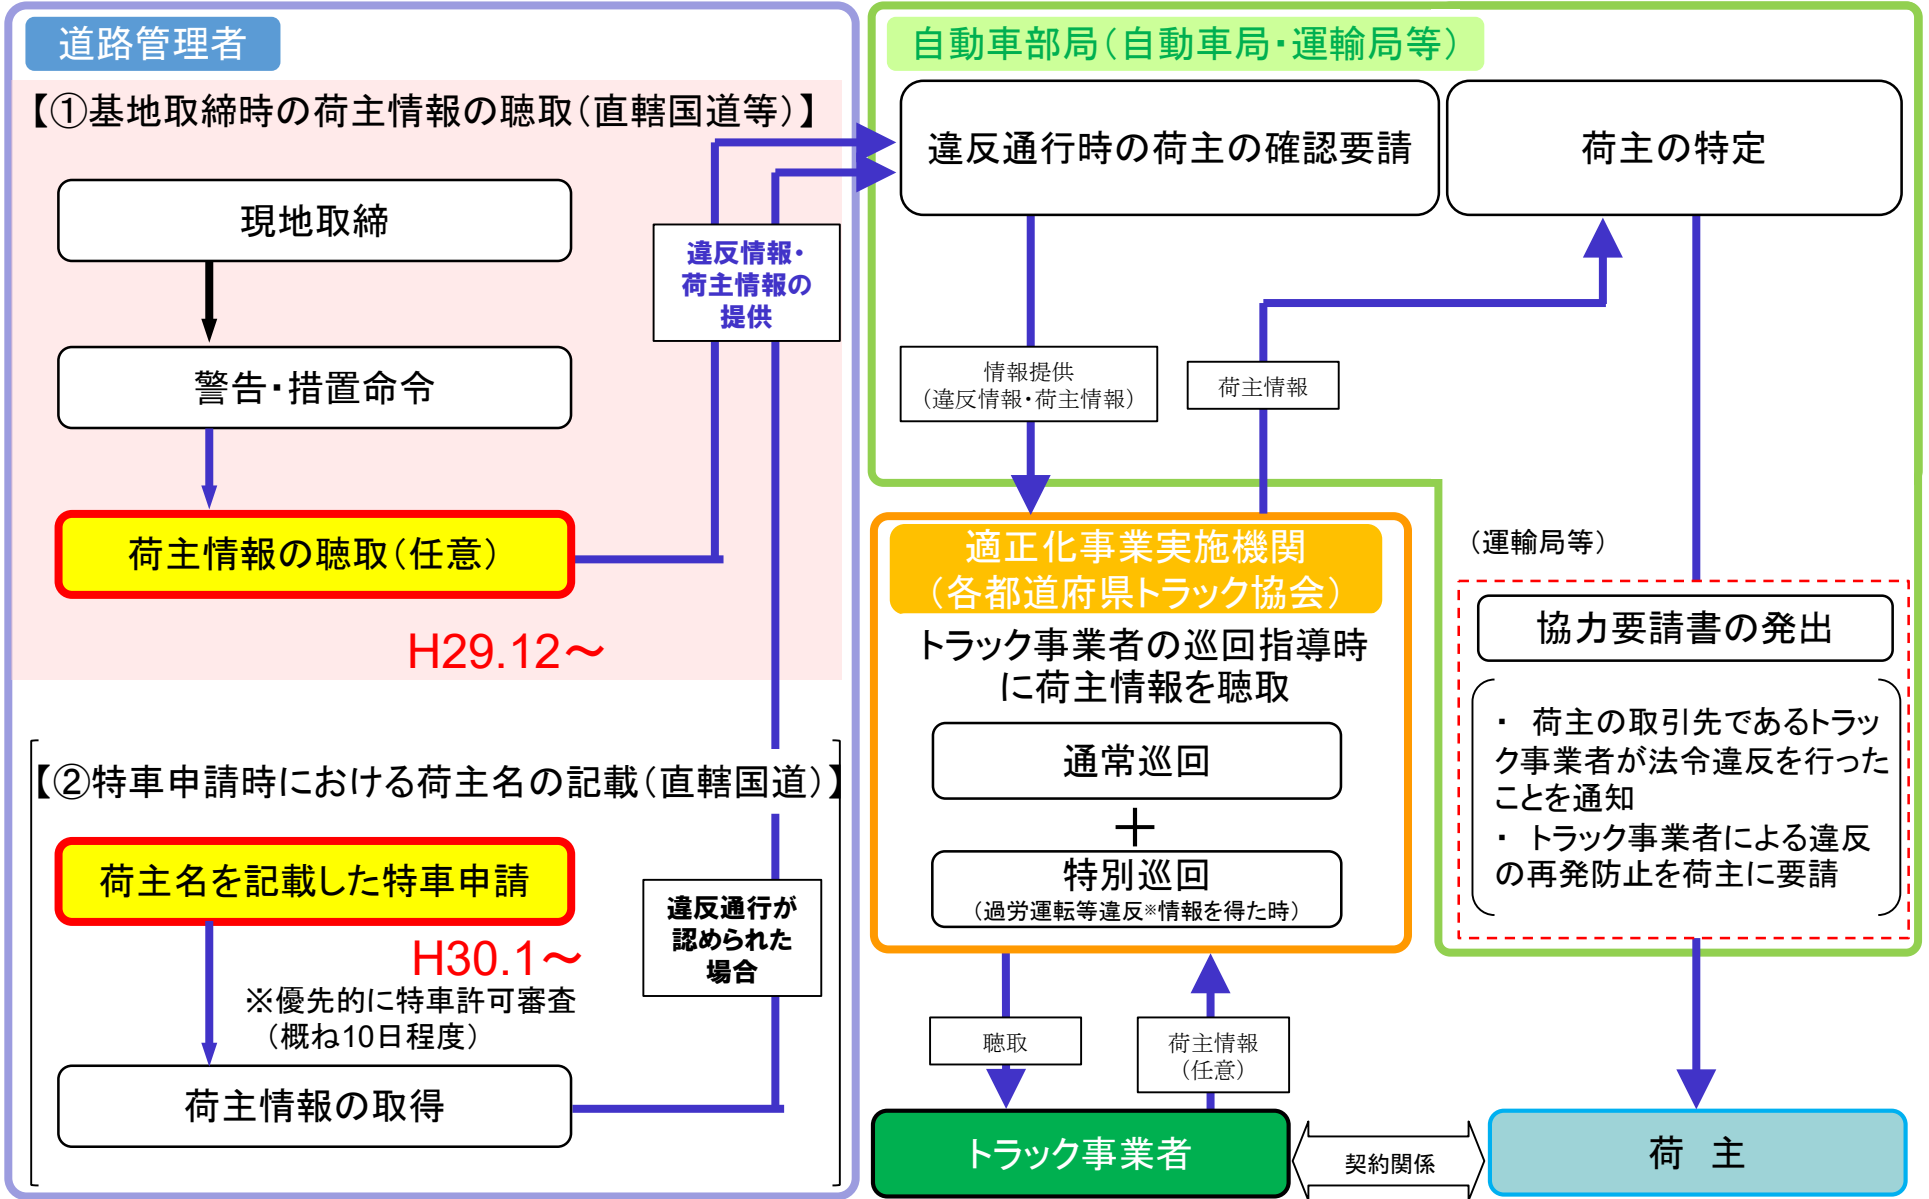 道路管理者
【①基地取締時の荷主情報の聴取(直轄国道等)】
現地取締
警告・措置命令
荷主情報の聴取(任意)
H29.12～
違反情報・
荷主情報の
提供
【②特車申請時における荷主名の記載(直轄国道)】
荷主名を記載した特車申請
H30.1～
※優先的に特車許可審査
(概ね10日程度)
荷主情報の取得
違反通行が
認められた
場合
自動車部局(自動車局・運輸局等)
違反通行時の荷主の確認要請
荷主の特定
情報提供
(違反情報・荷主情報)
荷主情報
適正化事業実施機関
(各都道府県トラック協会)
トラック事業者の巡回指導時
に荷主情報を聴取
通常巡回
＋
特別巡回
(過労運転等違反※情報を得た時)
聴取
荷主情報
(任意)
(運輸局等)
協力要請書の発出
・ 荷主の取引先であるトラッ
ク事業者が法令違反を行った
ことを通知
・ トラック事業者による違反
の再発防止を荷主に要請
トラック事業者
契約関係
荷 主